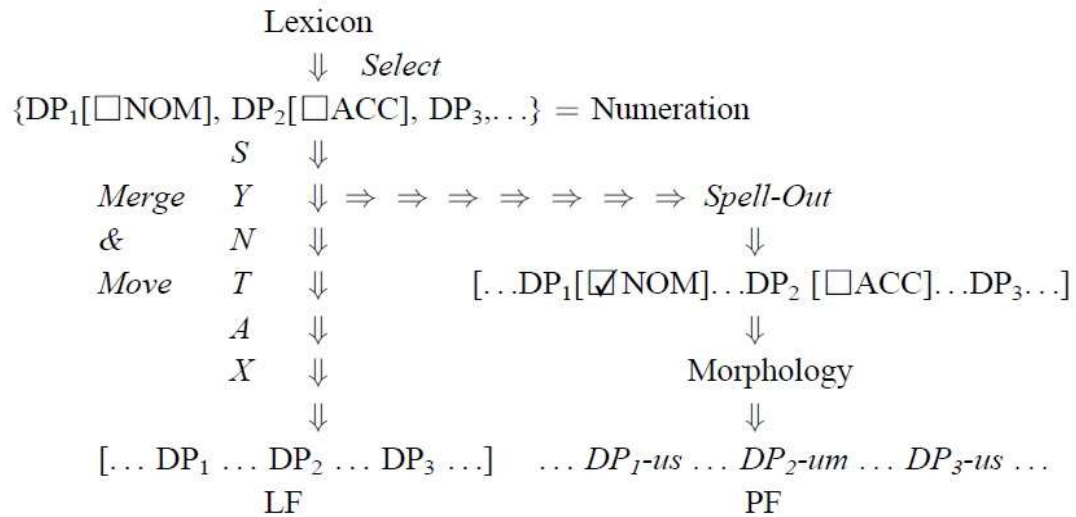 Lexicon
⇓ Select
{DP₁[☐NOM], DP₂[☐ACC], DP₃,…} = Numeration
S ⇓
Merge Y ⇓ ⇒ ⇒ ⇒ ⇒ ⇒ ⇒ ⇒ Spell-Out
& N ⇓ ⇓
Move T ⇓ […DP₁[☑NOM]…DP₂ [☐ACC]…DP₃…]
A ⇓ ⇓
X ⇓ Morphology
⇓ ⇓
[… DP₁ … DP₂ … DP₃ …] … DP₁-us … DP₂-um … DP₃-us …
LF PF